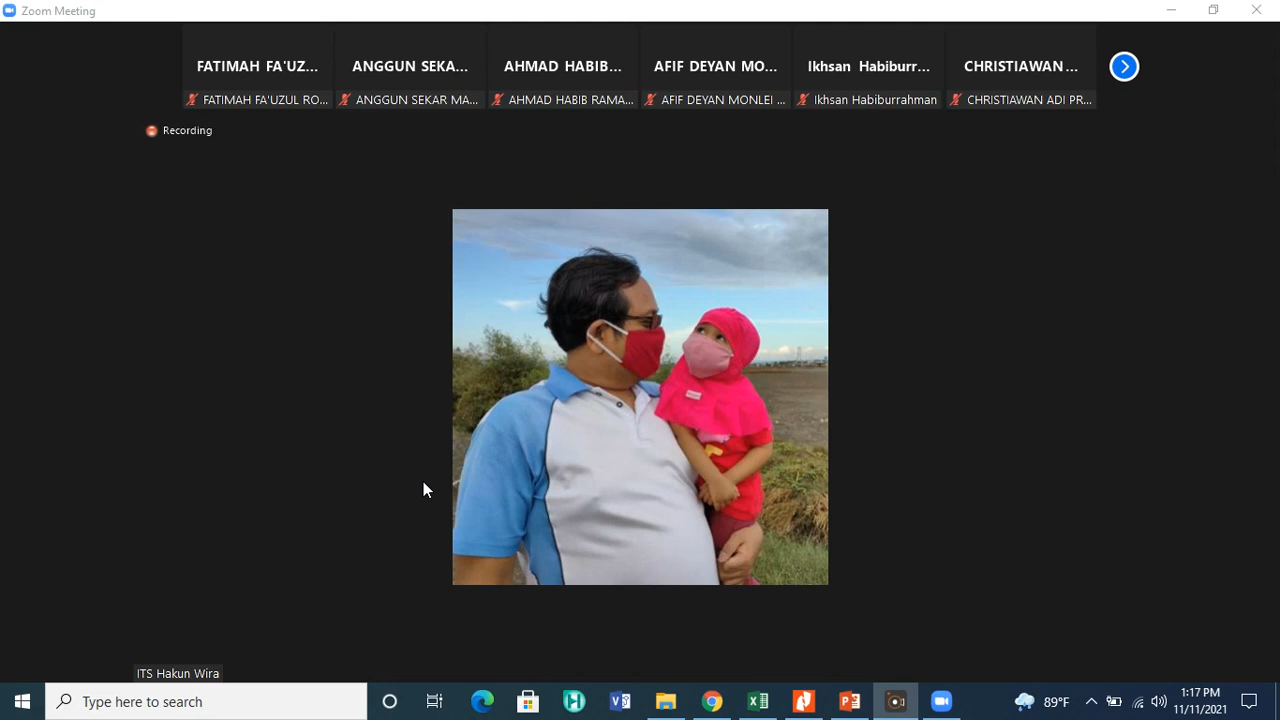 Zoom Meeting
FATIMAH FA'UZ... ANGGUN SEKA... AHMAD HABIB... AFIF DEYAN MO... Ikhsan Habiburr... CHRISTIAWAN ...
FATIMAH FA'UZUL RO... ANGGUN SEKAR MA... AHMAD HABIB RAMA... AFIF DEYAN MONLEI ... Ikhsan Habiburrahman CHRISTIAWAN ADI PR...
Recording
ITS Hakun Wira
Type here to search
89°F
1:17 PM
11/11/2021